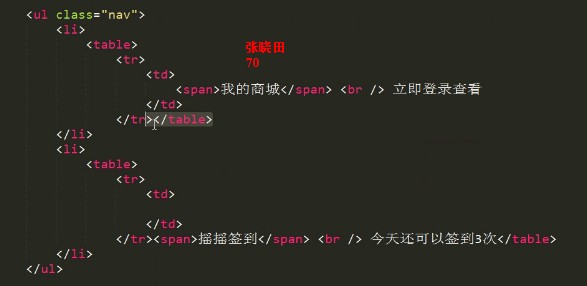 <ul class="nav">
<li>
<table>
张晓田
70
<tr>
<td>
<span>我的商城</span> <br /> 立即登录查看
</td>
</tr></table>
</li>
<li>
<table>
<tr>
<td>
</td>
</tr><span>摇摇签到</span> <br /> 今天还可以签到3次</table>
</li>
</ul>